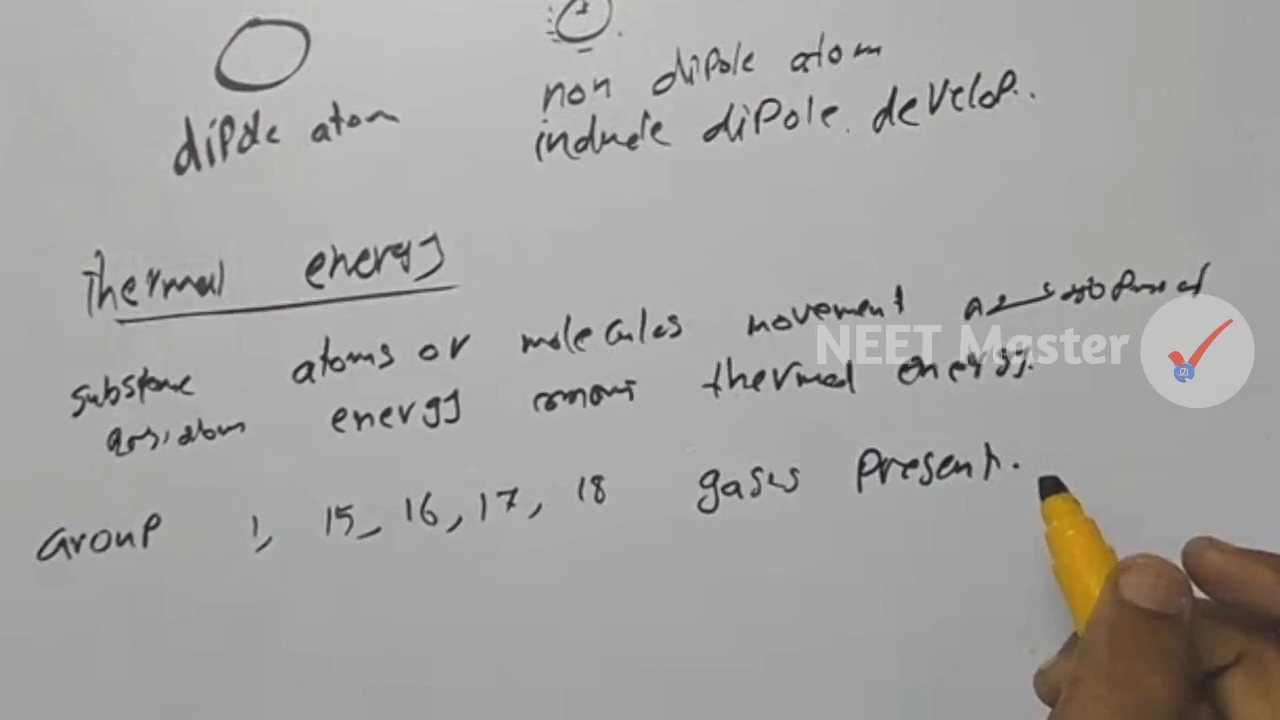 dipole atom
non dipole atom
induce dipole develop.
Thermal energy
substance atoms or molecules movement
energy thermal energy.
NEET Master
Group 1, 15, 16, 17, 18 gases present.